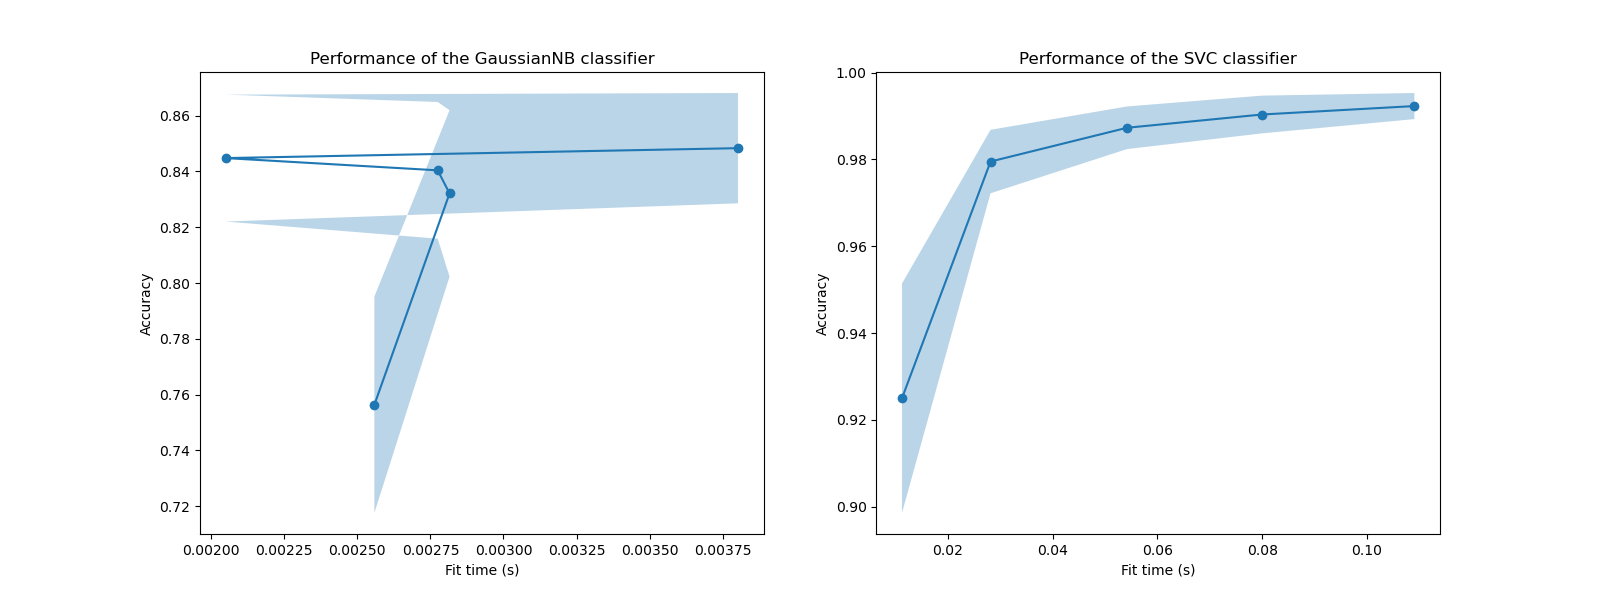 Performance of the GaussianNB classifier
0.86
0.84
0.82
0.80
0.78
0.76
0.74
0.72
Accuracy
0.00200 0.00225 0.00250 0.00275 0.00300 0.00325 0.00350 0.00375
Fit time (s)
Performance of the SVC classifier
1.00
0.98
0.96
0.94
0.92
0.90
Accuracy
0.02 0.04 0.06 0.08 0.10
Fit time (s)